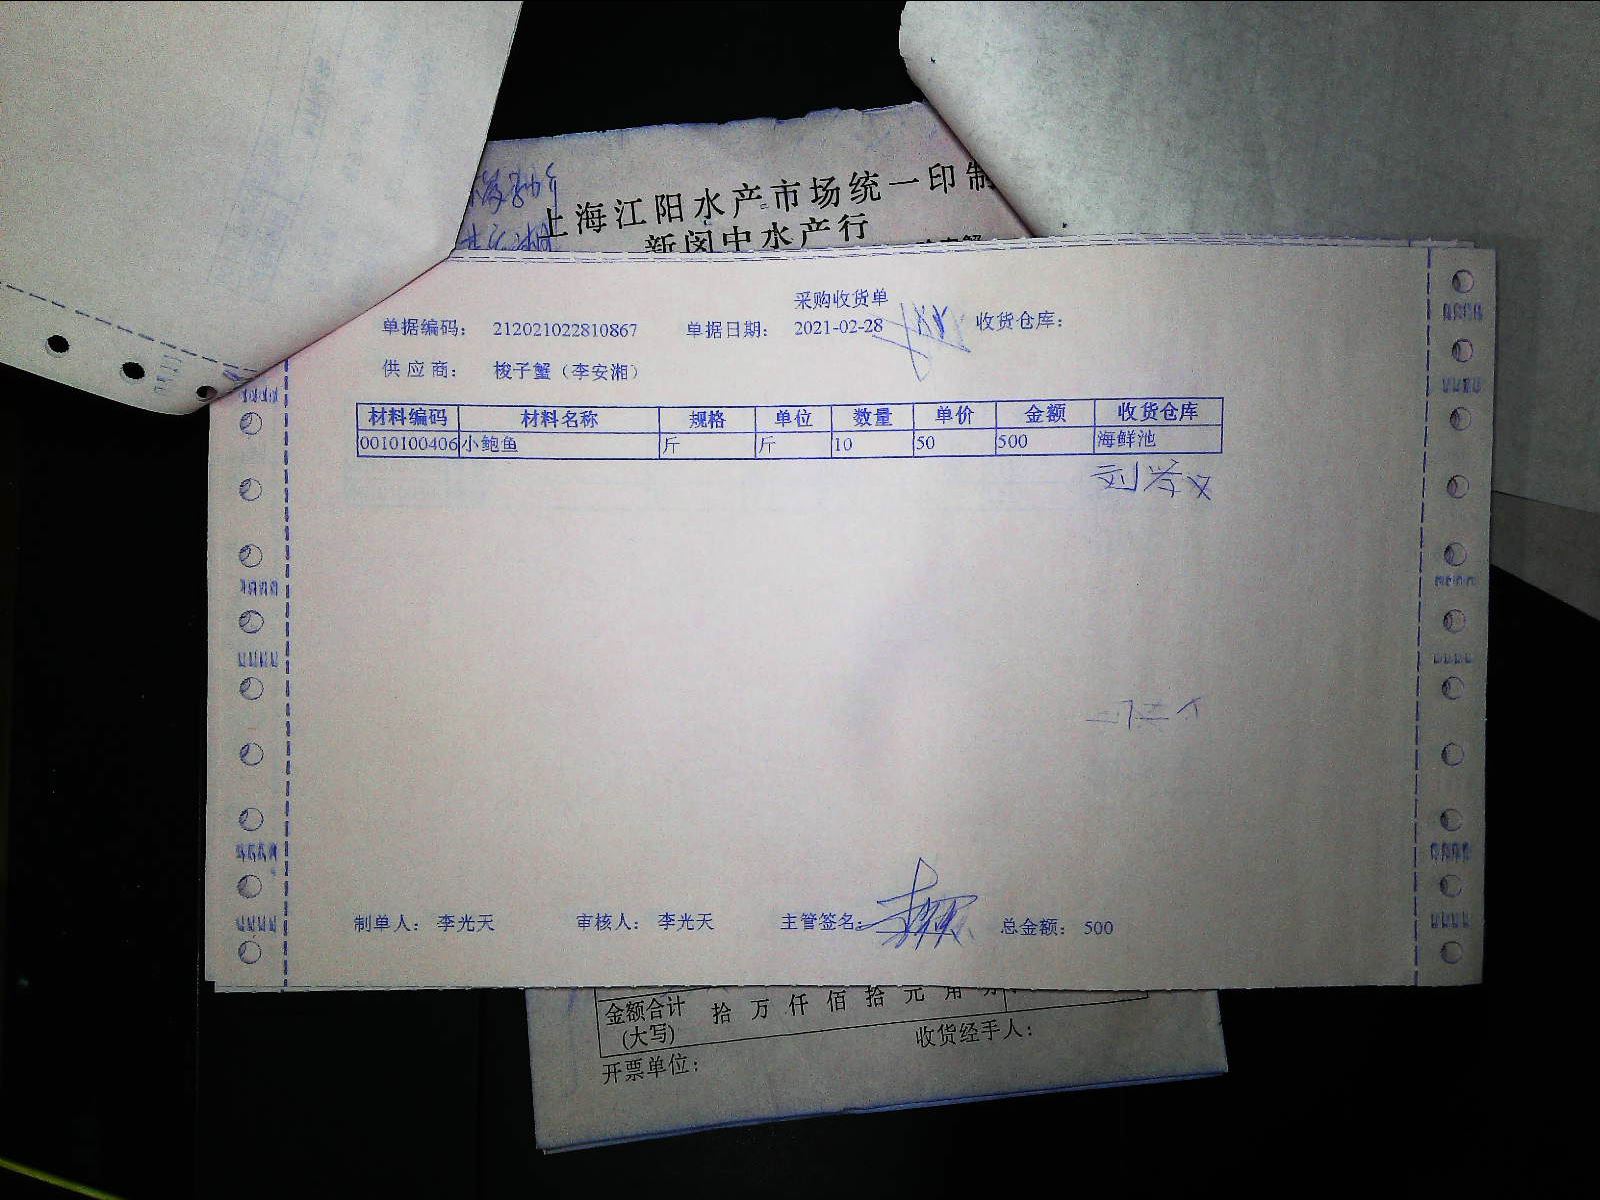 上海江阳水产市场统一印制
新闵中水产行
采购收货单
单据编码： 212021022810867 单据日期： 2021-02-28 收货仓库：
供应商： 梭子蟹（李安湘）
材料编码 材料名称 规格 单位 数量 单价 金额 收货仓库
0010100406 小鲍鱼 斤 斤 10 50 500 海鲜池
制单人： 李光天 审核人： 李光天 主管签名： 总金额： 500
金额合计 拾 万 仟 佰 拾 元 角
(大写)
收货经手人：
开票单位：